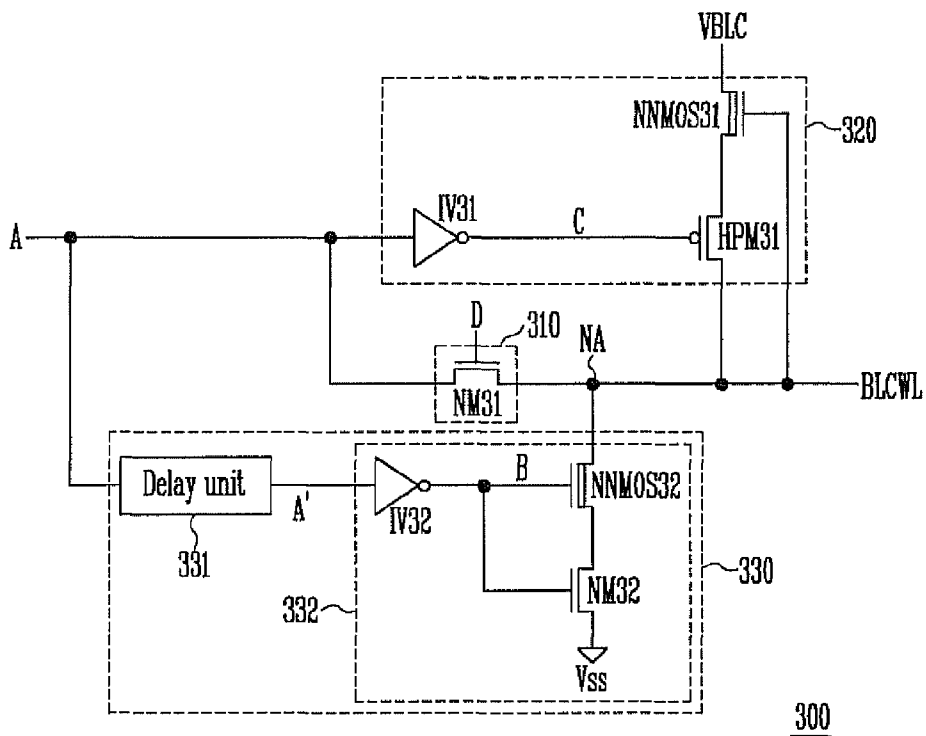 VBLC
NNMOS31
320
IV31
A
C
HPM31
D
310
NA
NM31
BLCWL
Delay unit
A'
B
NNMOS32
IV32
331
330
332
NM32
Vss
300